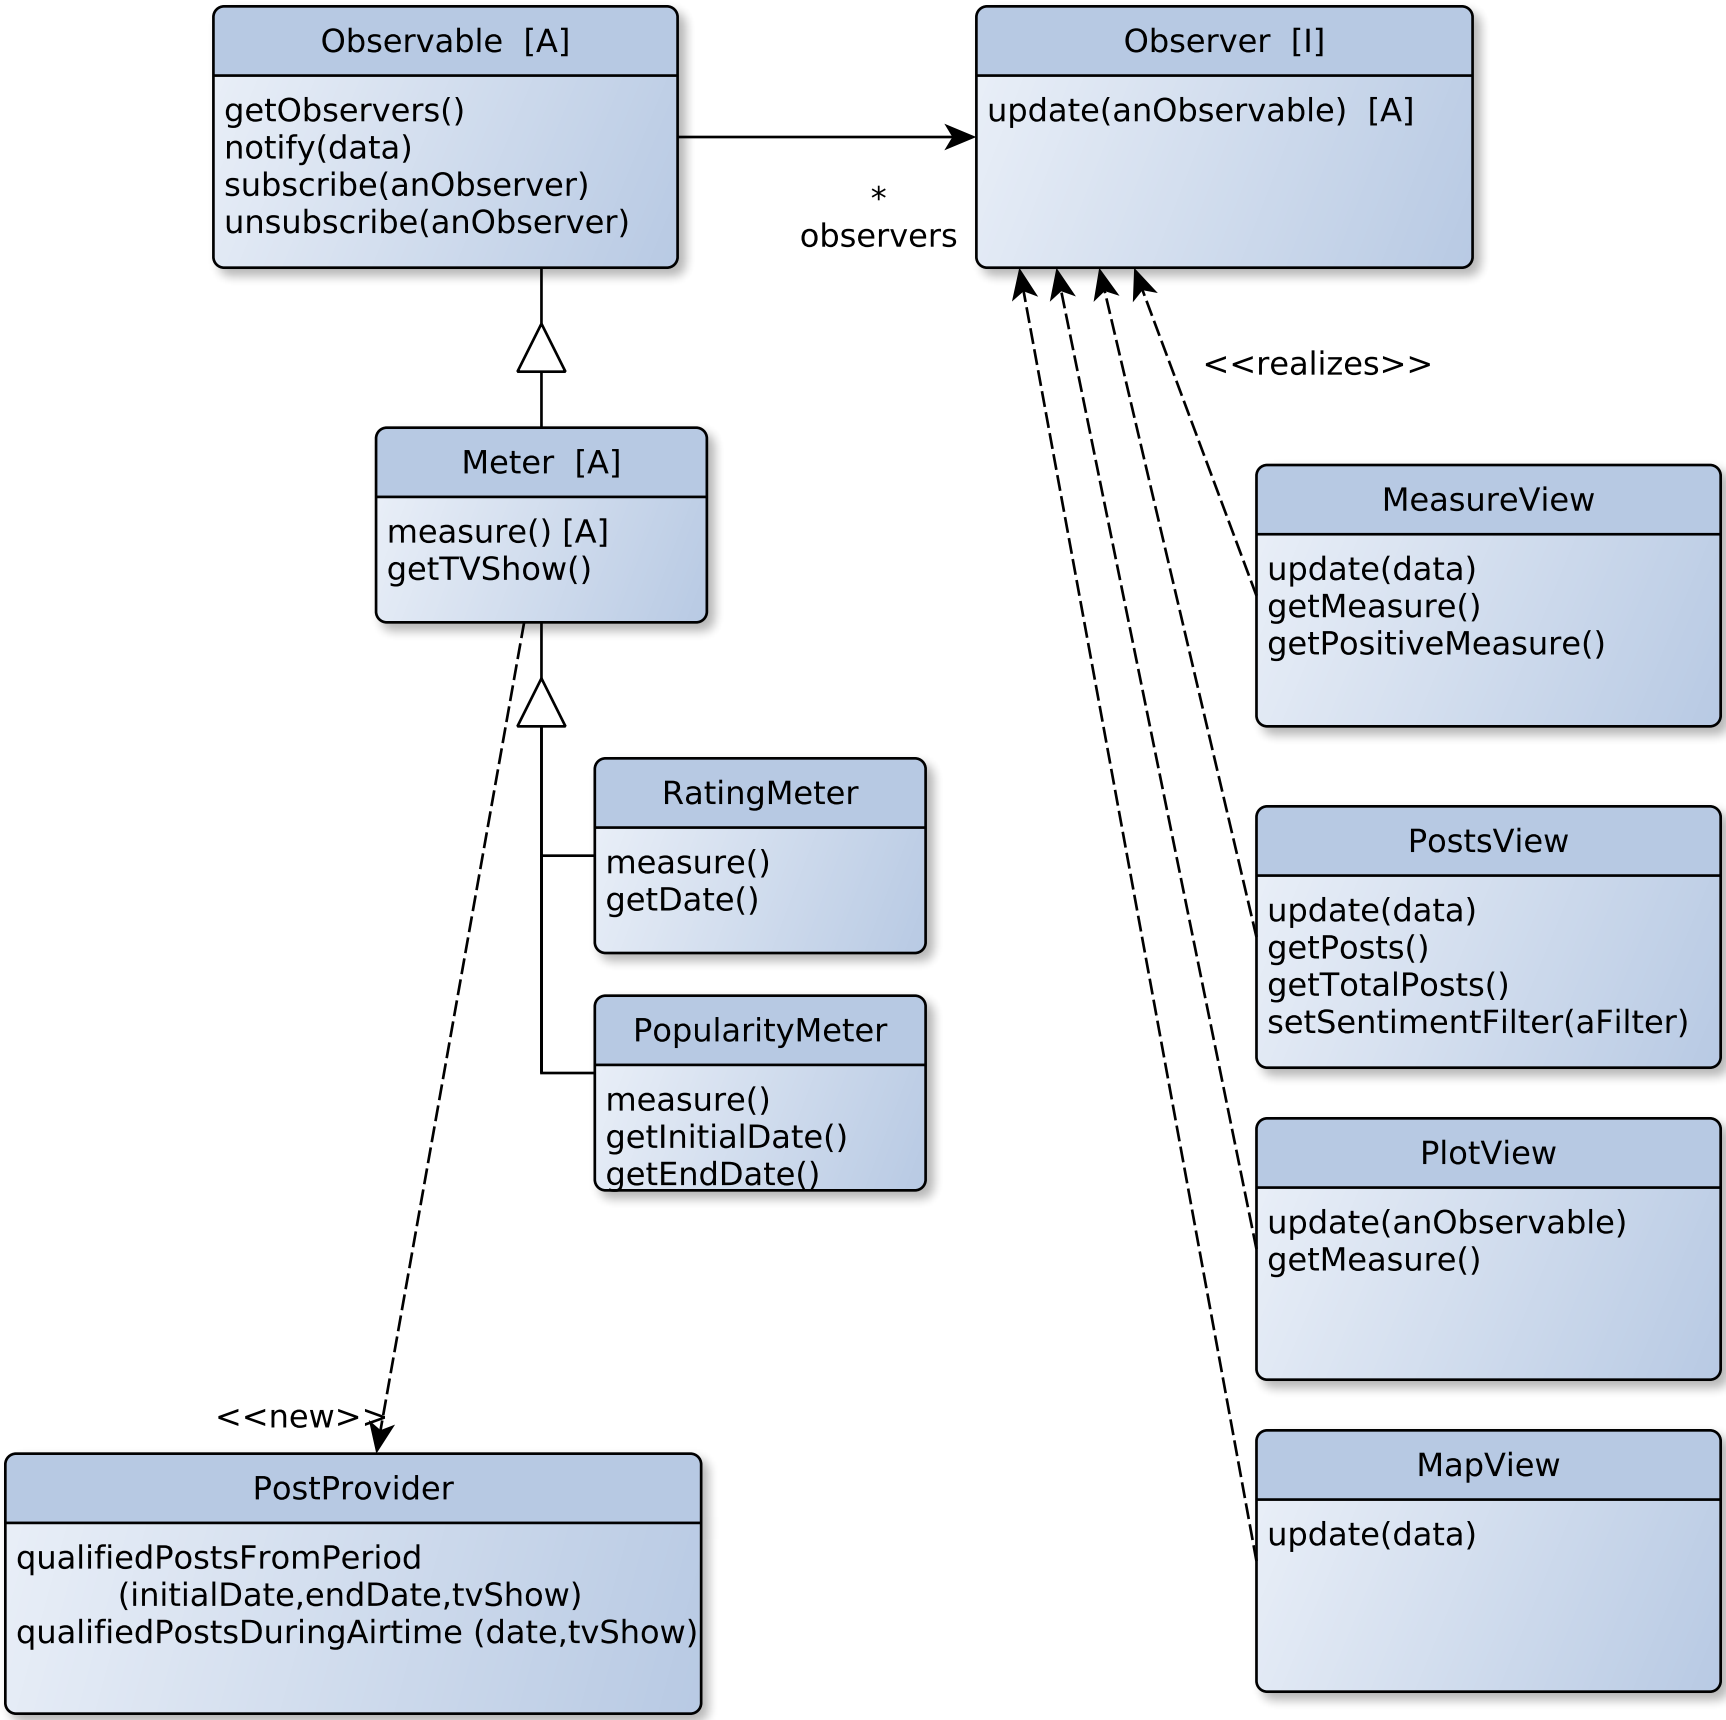 Observable  [A]
getObservers()
notify(data)
subscribe(anObserver)
unsubscribe(anObserver)
*
observers
Observer  [I]
update(anObservable)  [A]
<<realizes>>
Meter  [A]
measure() [A]
getTVShow()
RatingMeter
measure()
getDate()
PopularityMeter
measure()
getInitialDate()
getEndDate()
<<new>>
PostProvider
qualifiedPostsFromPeriod
(initialDate,endDate,tvShow)
qualifiedPostsDuringAirtime (date,tvShow)
MeasureView
update(data)
getMeasure()
getPositiveMeasure()
PostsView
update(data)
getPosts()
getTotalPosts()
setSentimentFilter(aFilter)
PlotView
update(anObservable)
getMeasure()
MapView
update(data)